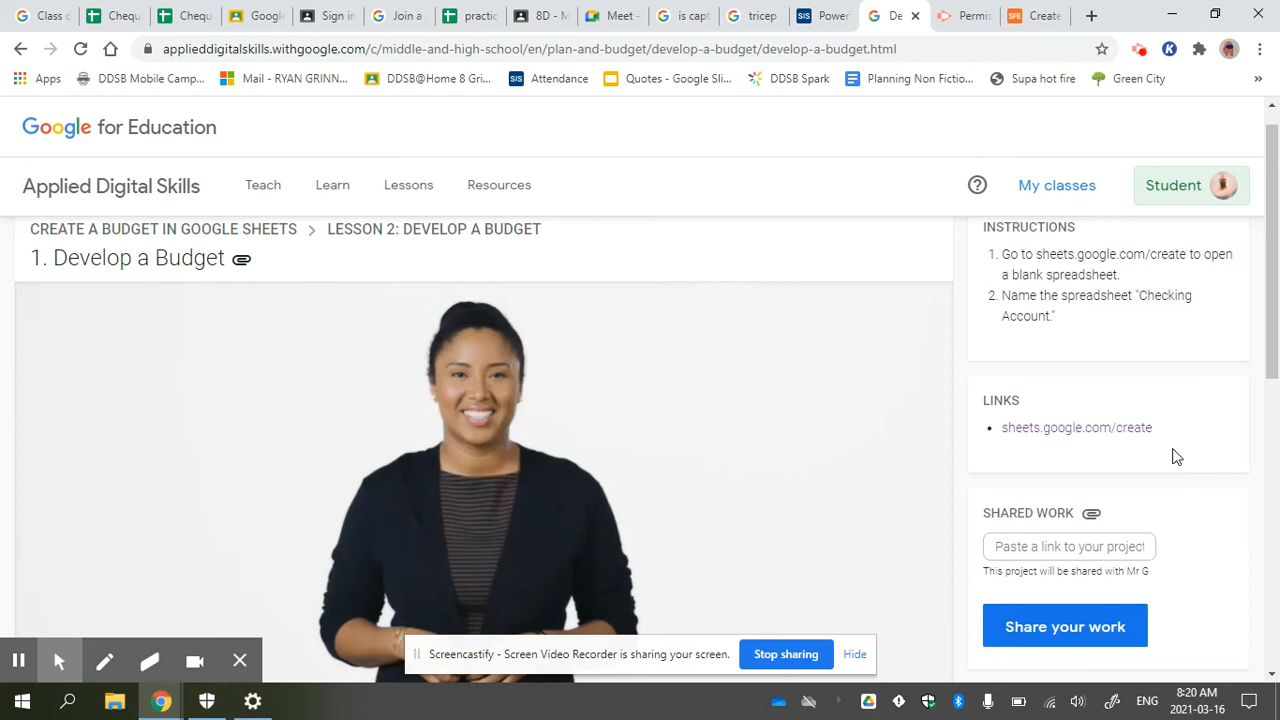 Class c
Chequ
Chequ
Google
Sign in
Join a
practic
8D - M
Meet -
is capt
tricep
Power
De
Permis
Create
applieddigitalskills.withgoogle.com/c/middle-and-high-school/en/plan-and-budget/develop-a-budget/develop-a-budget.html
Apps
DDSB Mobile Camp...
Mail - RYAN GRINN...
DDSB@Home 8 Gri...
SIS Attendance
Quotes - Google Sli...
DDSB Spark
Planning Non Fictio...
Supa hot fire
Green City
»
Google for Education
Applied Digital Skills
Teach
Learn
Lessons
Resources
My classes
Student
CREATE A BUDGET IN GOOGLE SHEETS > LESSON 2: DEVELOP A BUDGET
1. Develop a Budget
INSTRUCTIONS
1. Go to sheets.google.com/create to open
a blank spreadsheet.
2. Name the spreadsheet "Checking
Account."
LINKS
• sheets.google.com/create
SHARED WORK
Paste a link to your project
This project will be shared with Mr G
Share your work
Screencastify - Screen Video Recorder is sharing your screen.
Stop sharing
Hide
ENG
8:20 AM
2021-03-16